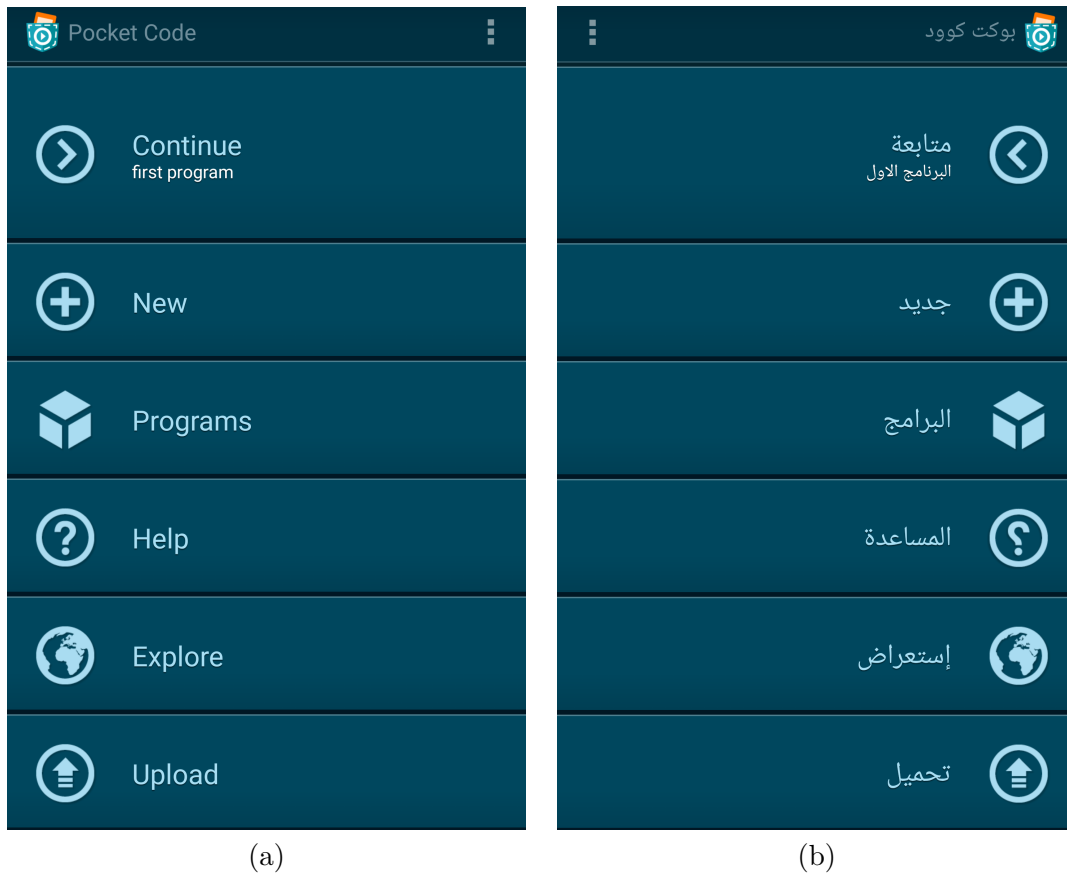 Pocket Code
Continue
first program
New
Programs
Help
Explore
Upload
(a)
بوكت كوود
متابعة
البرنامج الاول
جديد
البرامج
المساعدة
إستعراض
تحميل
(b)